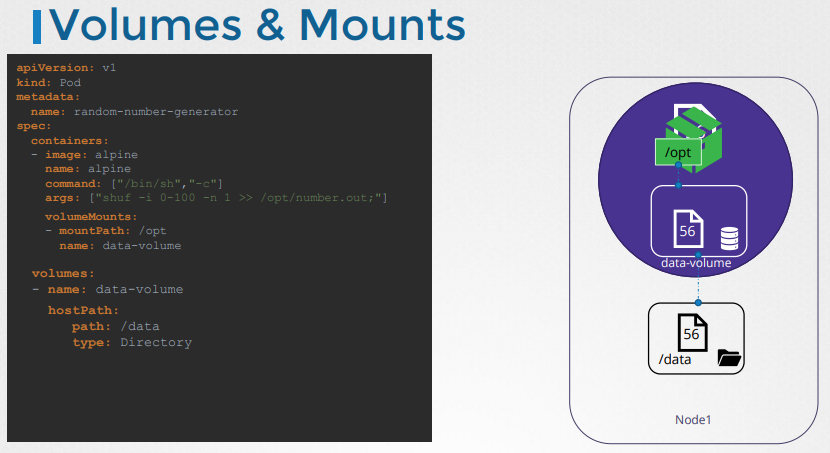 Volumes & Mounts
apiVersion: v1
kind: Pod
metadata:
  name: random-number-generator
spec:
  containers:
  - image: alpine
    name: alpine
    command: ["/bin/sh","-c"]
    args: ["shuf -i 0-100 -n 1 >> /opt/number.out;"]
    volumeMounts:
    - mountPath: /opt
      name: data-volume
  volumes:
  - name: data-volume
    hostPath:
       path: /data
       type: Directory
/opt
56
data-volume
56
/data
Node1